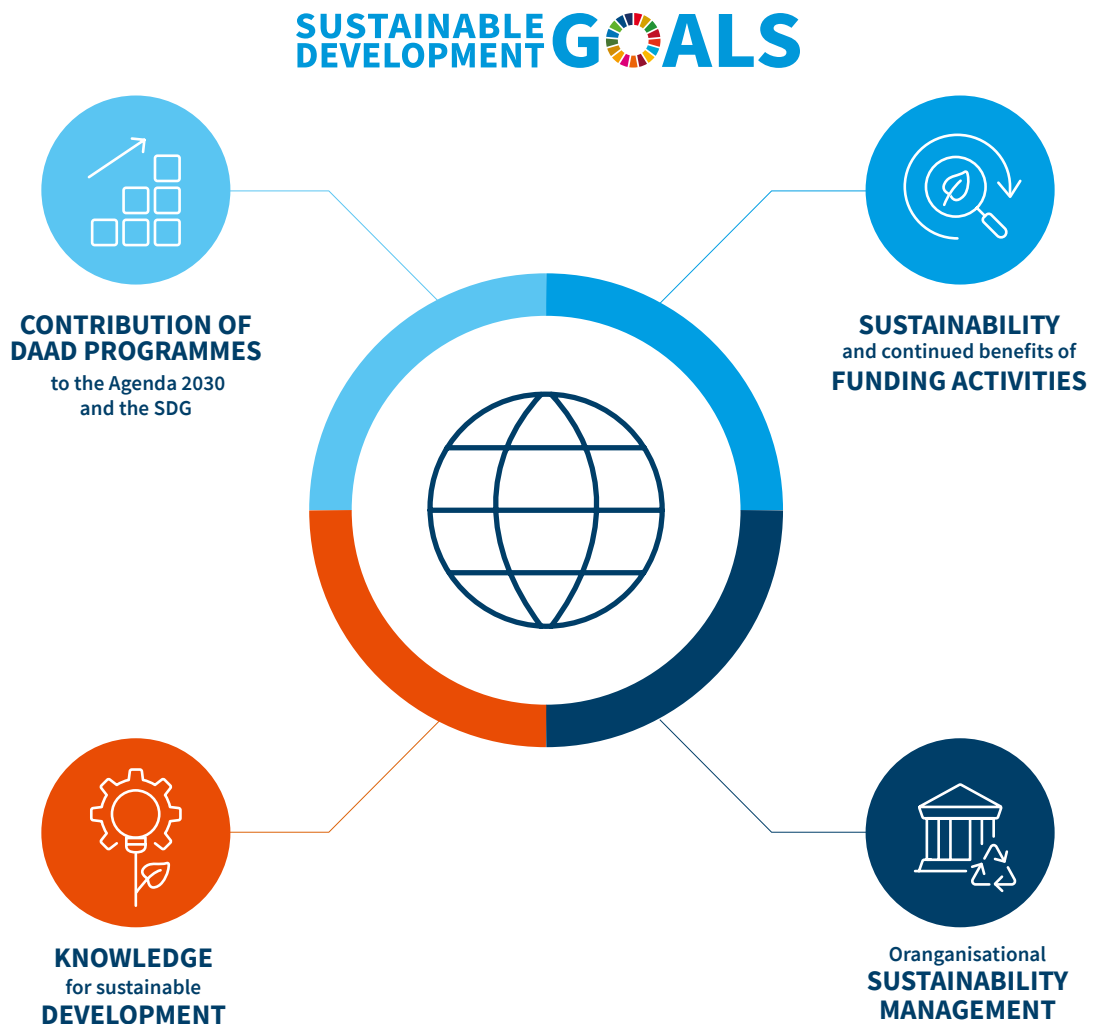 SUSTAINABLE
DEVELOPMENT
GOALS
CONTRIBUTION OF
DAAD PROGRAMMES
to the Agenda 2030
and the SDG
SUSTAINABILITY
and continued benefits of
FUNDING ACTIVITIES
KNOWLEDGE
for sustainable
DEVELOPMENT
Oranganisational
SUSTAINABILITY
MANAGEMENT